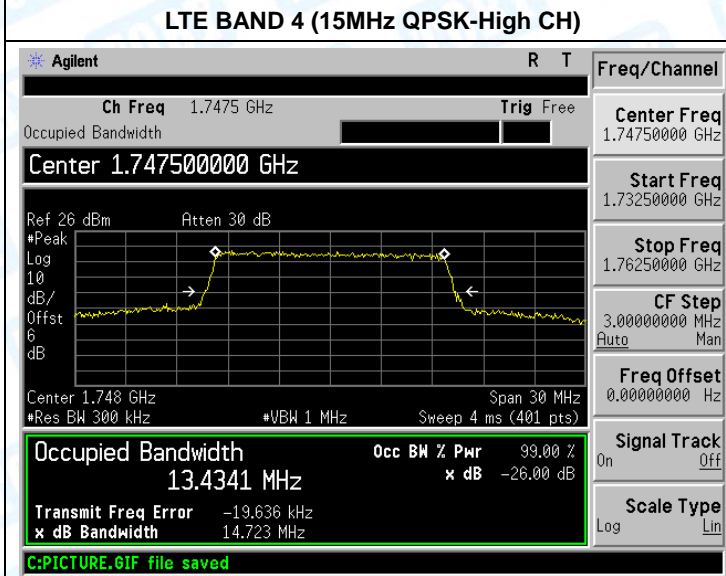 LTE BAND 4 (15MHz QPSK-High CH)
Agilent R T
Freq/Channel
Ch Freq 1.7475 GHz Trig Free
Occupied Bandwidth
Center 1.747500000 GHz
Center Freq
1.74750000 GHz
Start Freq
1.73250000 GHz
Stop Freq
1.76250000 GHz
CF Step
3.00000000 MHz
Auto Man
Freq Offset
0.00000000 Hz
Signal Track
On Off
Scale Type
Log Lin
Ref 26 dBm Atten 30 dB
#Peak
Log
10
dB/
Offst
6
dB
Center 1.748 GHz Span 30 MHz
#Res BW 300 kHz #VBW 1 MHz Sweep 4 ms (401 pts)
Occupied Bandwidth Occ BW % Pwr 99.00 %
13.4341 MHz x dB -26.00 dB
Transmit Freq Error -19.636 kHz
x dB Bandwidth 14.723 MHz
C:PICTURE.GIF file saved